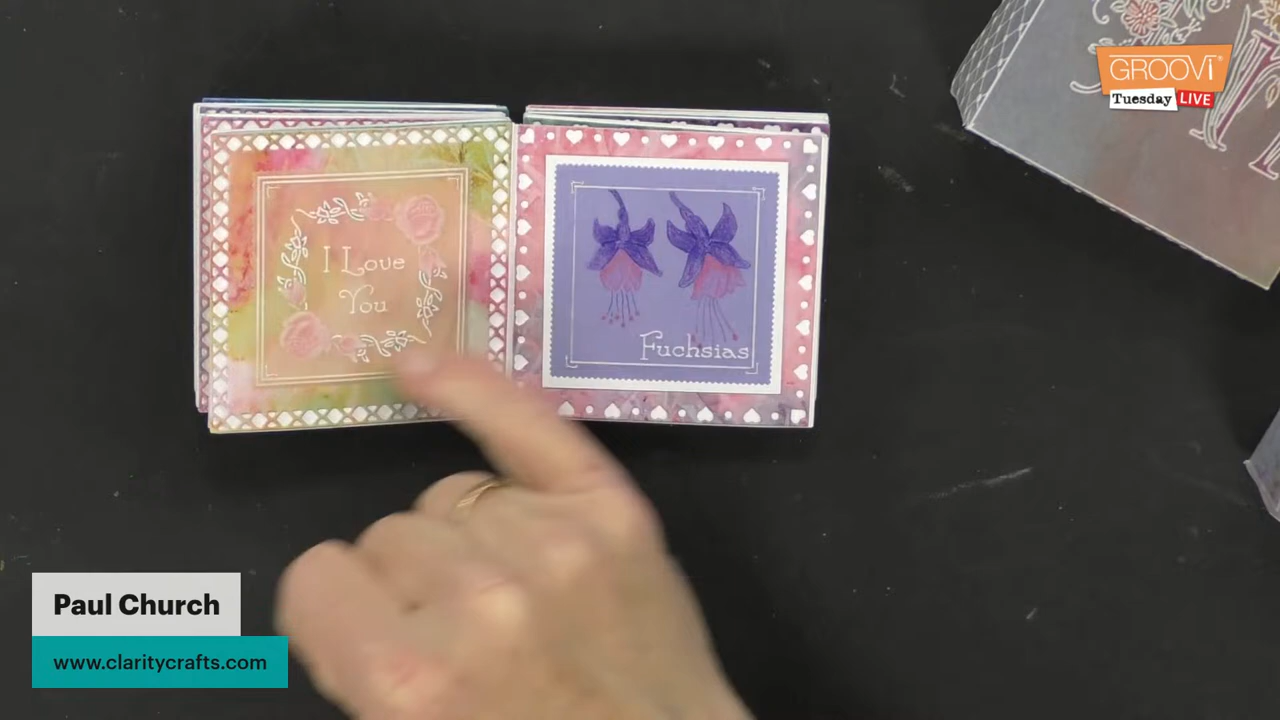 GROOVI
Tuesday LIVE
I Love
You
Fuchsias
Paul Church
www.claritycrafts.com